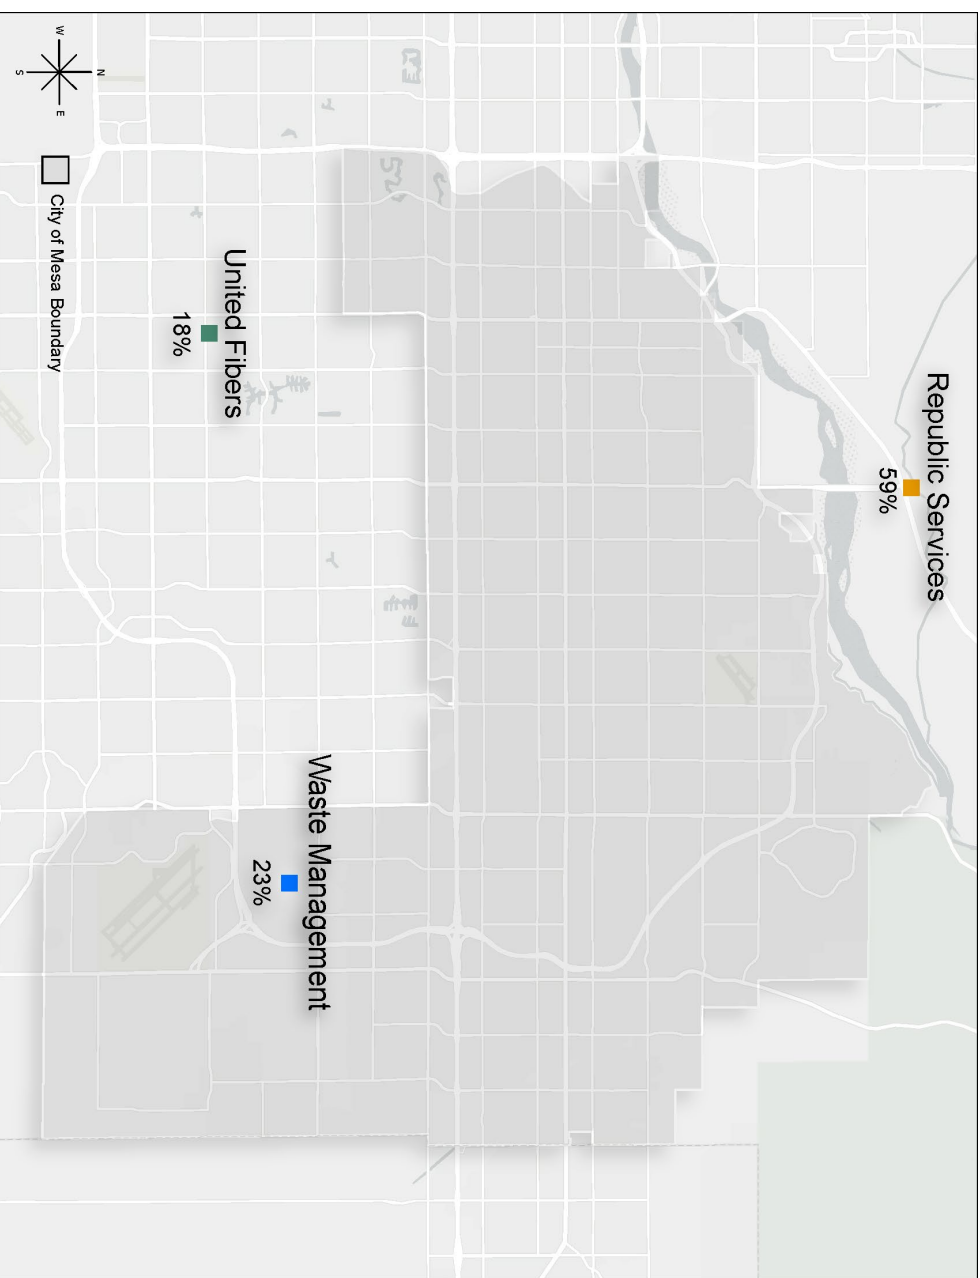 Republic Services
59%
United Fibers
18%
Waste Management
23%
W
N
S
E
City of Mesa Boundary